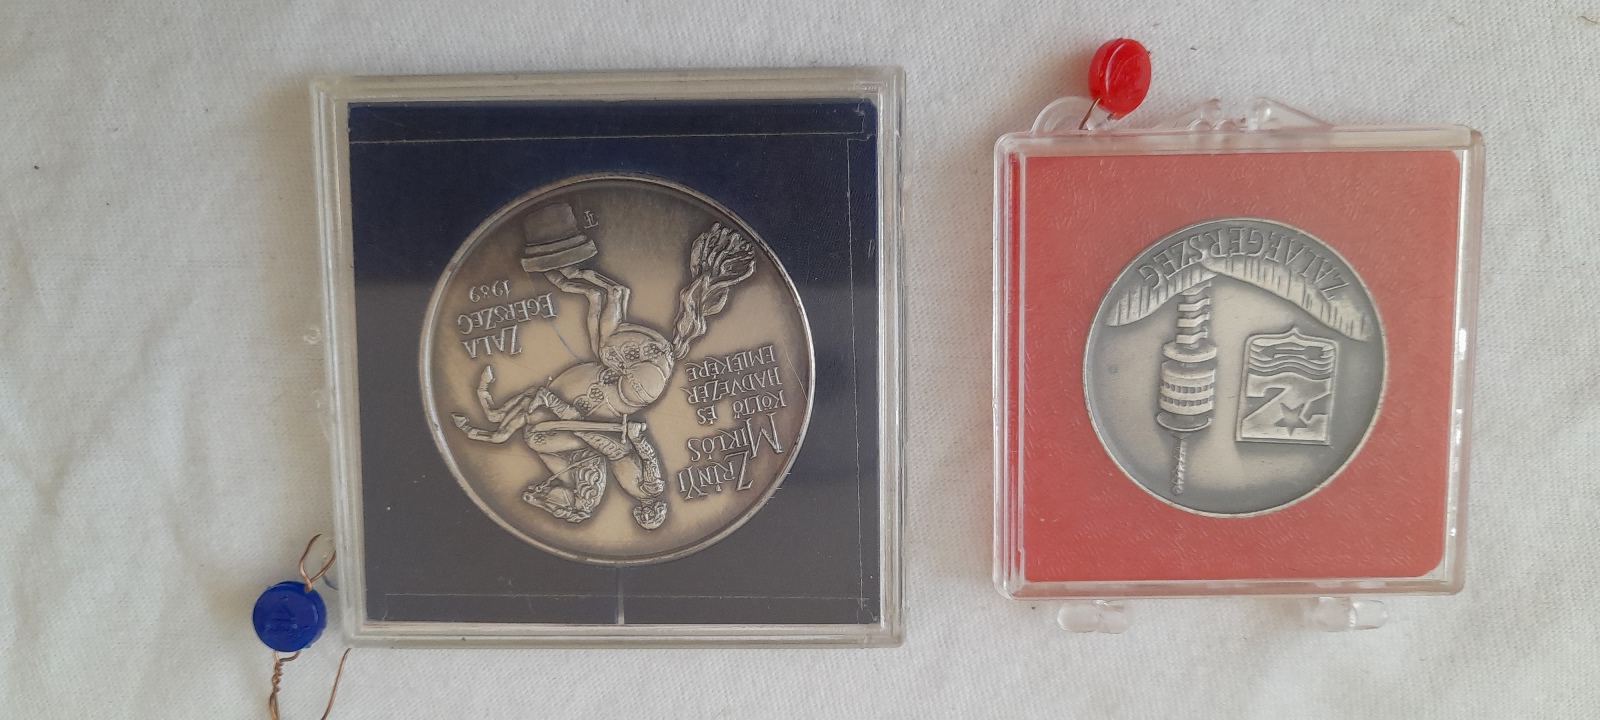 ZRÍNYI
MIKLÓS
KÖLTŐ ÉS
HADVEZÉR
EMLÉKÉRE
ZALA
EGERSZEG
1989
ZALAEGERSZEG
Z